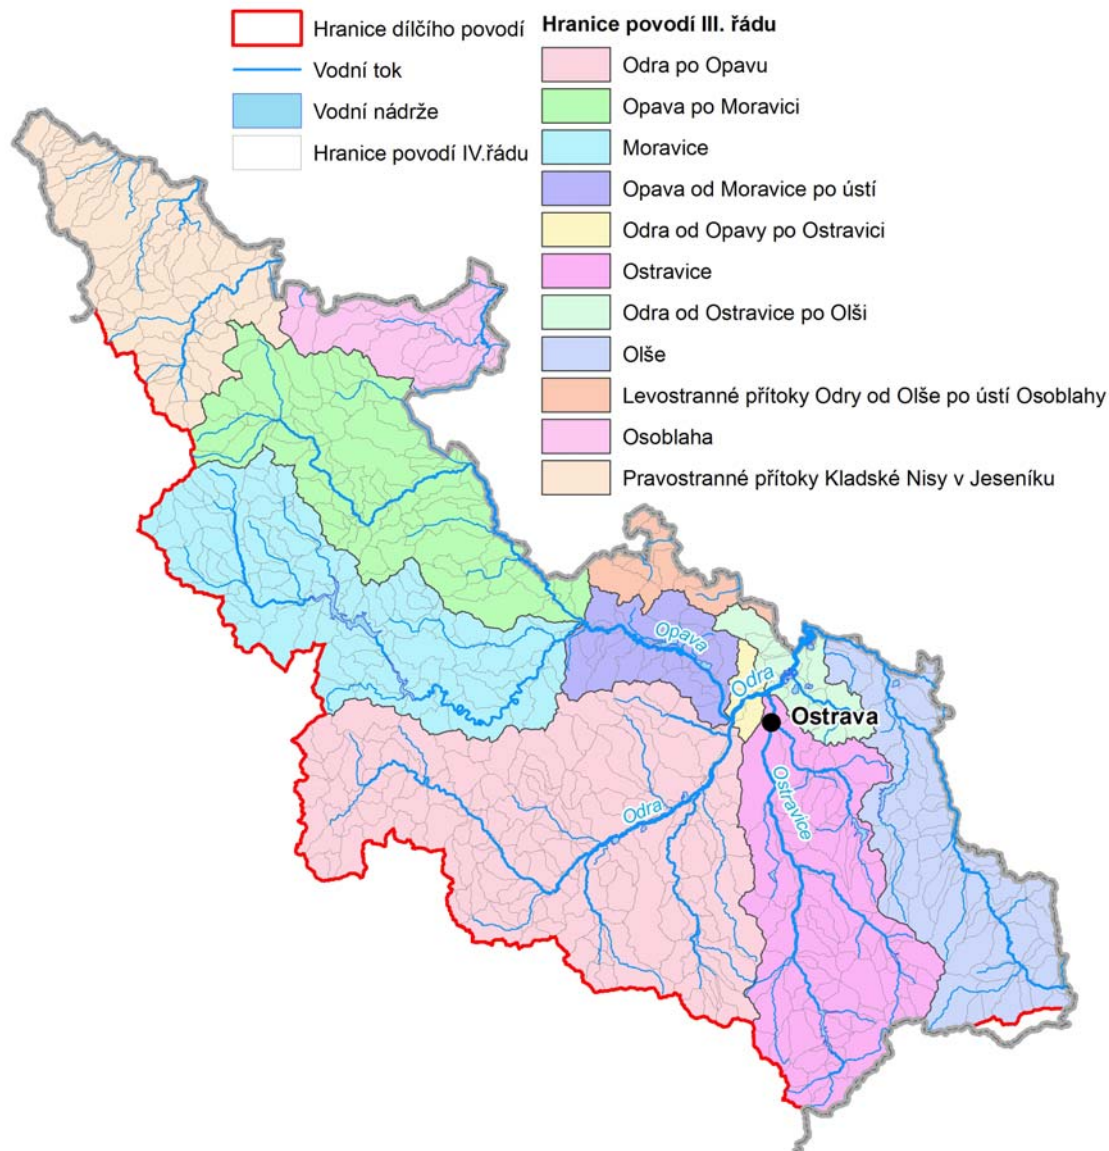 Hranice dílčího povodí
Vodní tok
Vodní nádrže
Hranice povodí IV.řádu
Hranice povodí III. řádu
Odra po Opavu
Opava po Moravici
Moravice
Opava od Moravice po ústí
Odra od Opavy po Ostravici
Ostravice
Odra od Ostravice po Olši
Olše
Levostranné přítoky Odry od Olše po ústí Osoblahy
Osoblaha
Pravostranné přítoky Kladské Nisy v Jeseníku
Opava
Odra
Ostrava
Ostravice
Odra